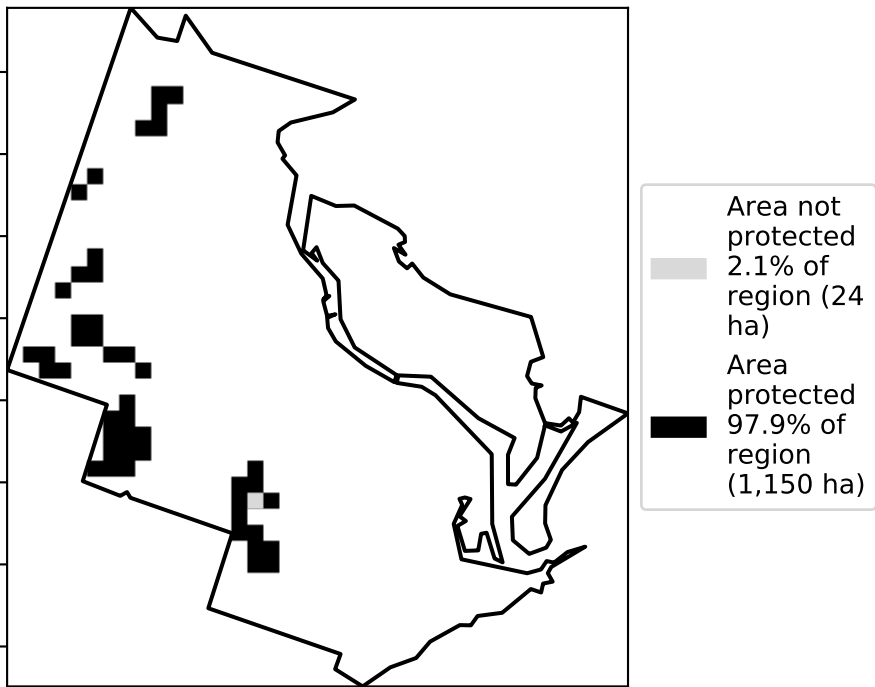 Area not
protected
2.1% of
region (24
ha)
Area
protected
97.9% of
region
(1,150 ha)